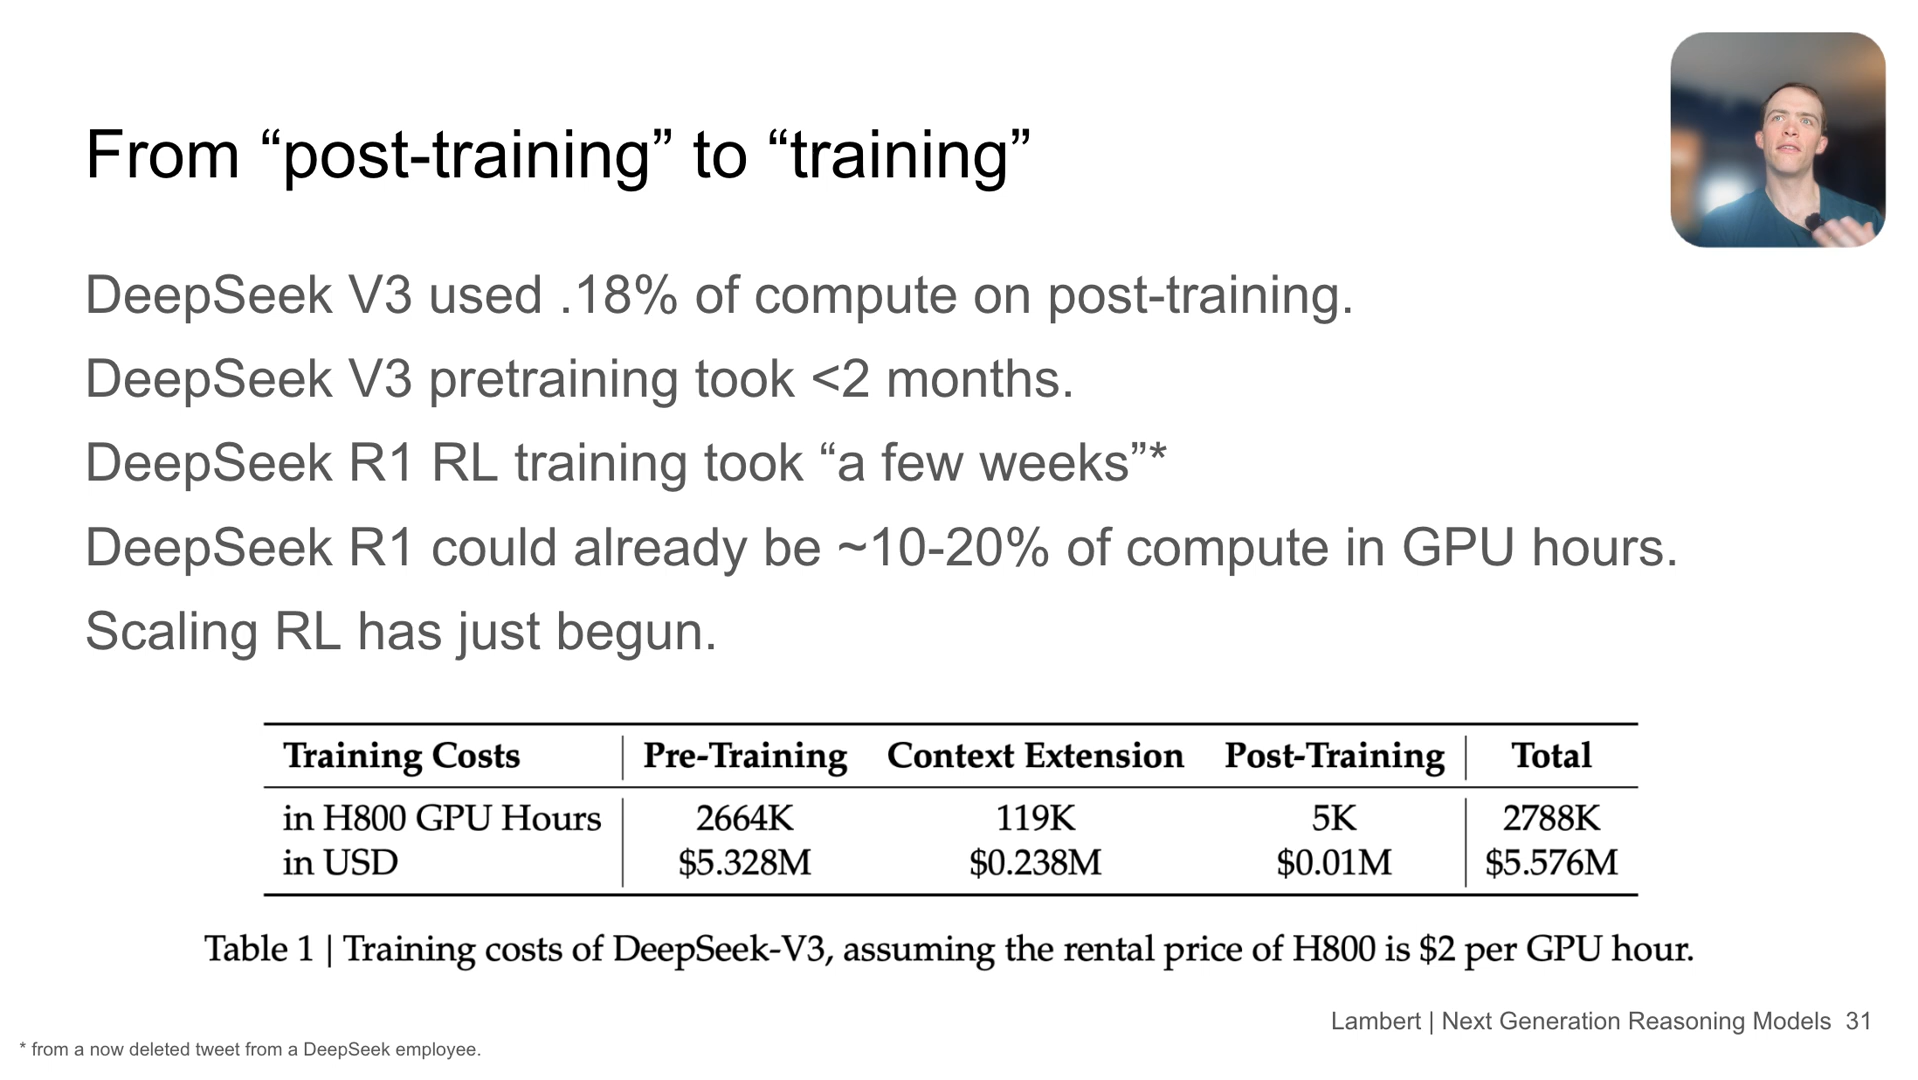 From “post-training” to “training”
DeepSeek V3 used .18% of compute on post-training.
DeepSeek V3 pretraining took <2 months.
DeepSeek R1 RL training took “a few weeks”*
DeepSeek R1 could already be ~10-20% of compute in GPU hours.
Scaling RL has just begun.
Training Costs Pre-Training Context Extension Post-Training Total
in H800 GPU Hours 2664K 119K 5K 2788K
in USD $5.328M $0.238M $0.01M $5.576M
Table 1 | Training costs of DeepSeek-V3, assuming the rental price of H800 is $2 per GPU hour.
Lambert | Next Generation Reasoning Models 31
* from a now deleted tweet from a DeepSeek employee.